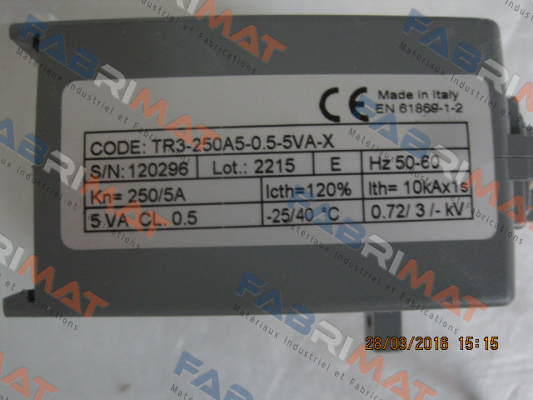 CE Made in Italy
EN 61869-1-2
CODE: TR3-250A5-0.5-5VA-X
S/N: 120296 Lot.: 2215 E Hz 50-60
Kn= 250/5A Icth=120% Ith= 10kAx1s
5 VA CL. 0.5 -25/40 °C 0.72/ 3 /- kV
28/03/2016 15:15
FABRIMAT
Materiaux Industriel et Fabrications